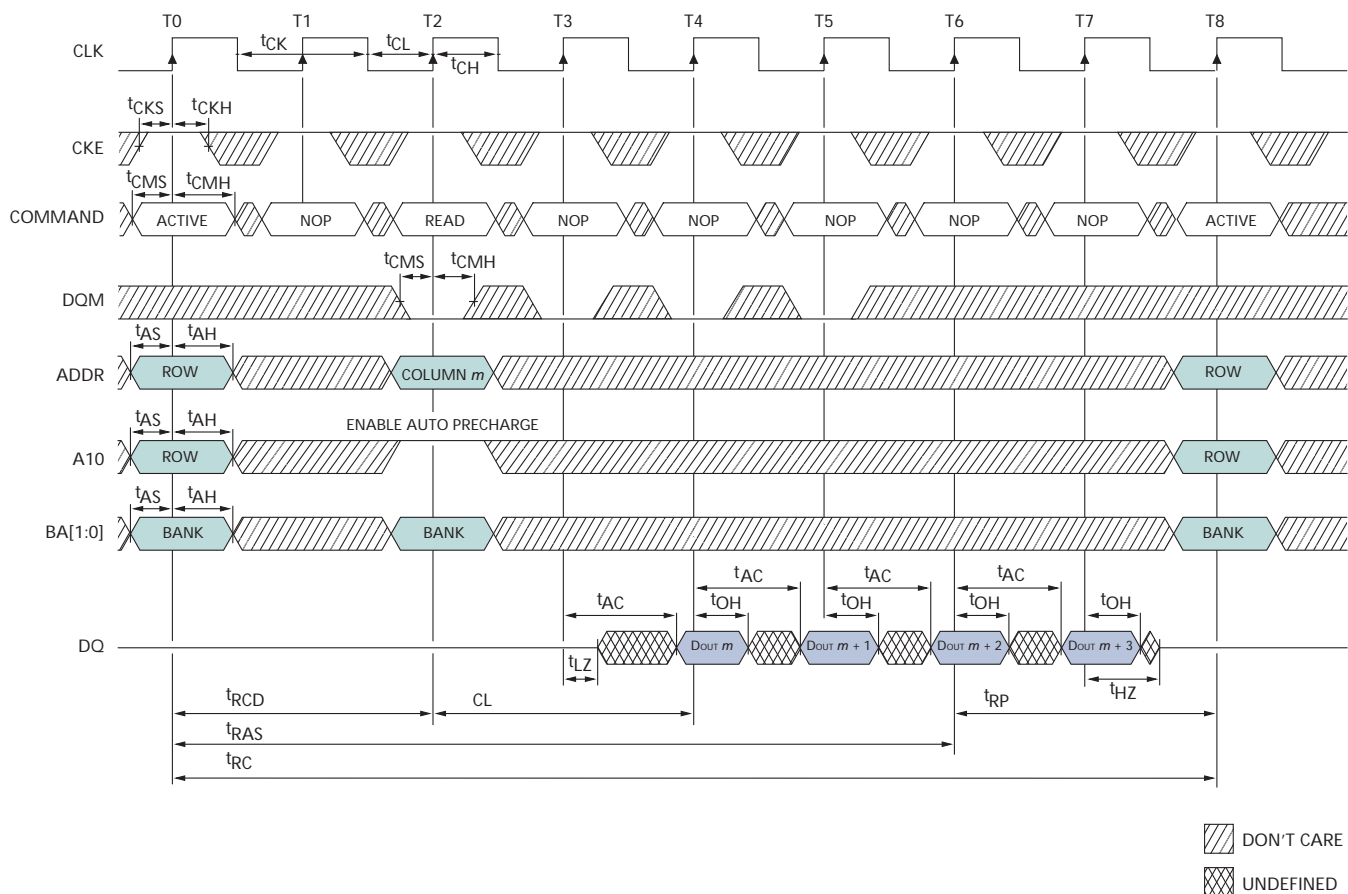 T0 T1 T2 T3 T4 T5 T6 T7 T8
CLK tCK tCL tCH
tCKS tCKH
CKE
tCMS tCMH
COMMAND ACTIVE NOP READ NOP NOP NOP NOP NOP ACTIVE
tCMS tCMH
DQM
tAS tAH
ADDR ROW COLUMN m ROW
tAS tAH ENABLE AUTO PRECHARGE
A10 ROW ROW
tAS tAH
BA[1:0] BANK BANK BANK
tAC tAC tAC tAC
tOH tOH tOH tOH
DQ DOUT m DOUT m + 1 DOUT m + 2 DOUT m + 3
tLZ tHZ
tRCD CL tRP
tRAS
tRC
DON'T CARE
UNDEFINED